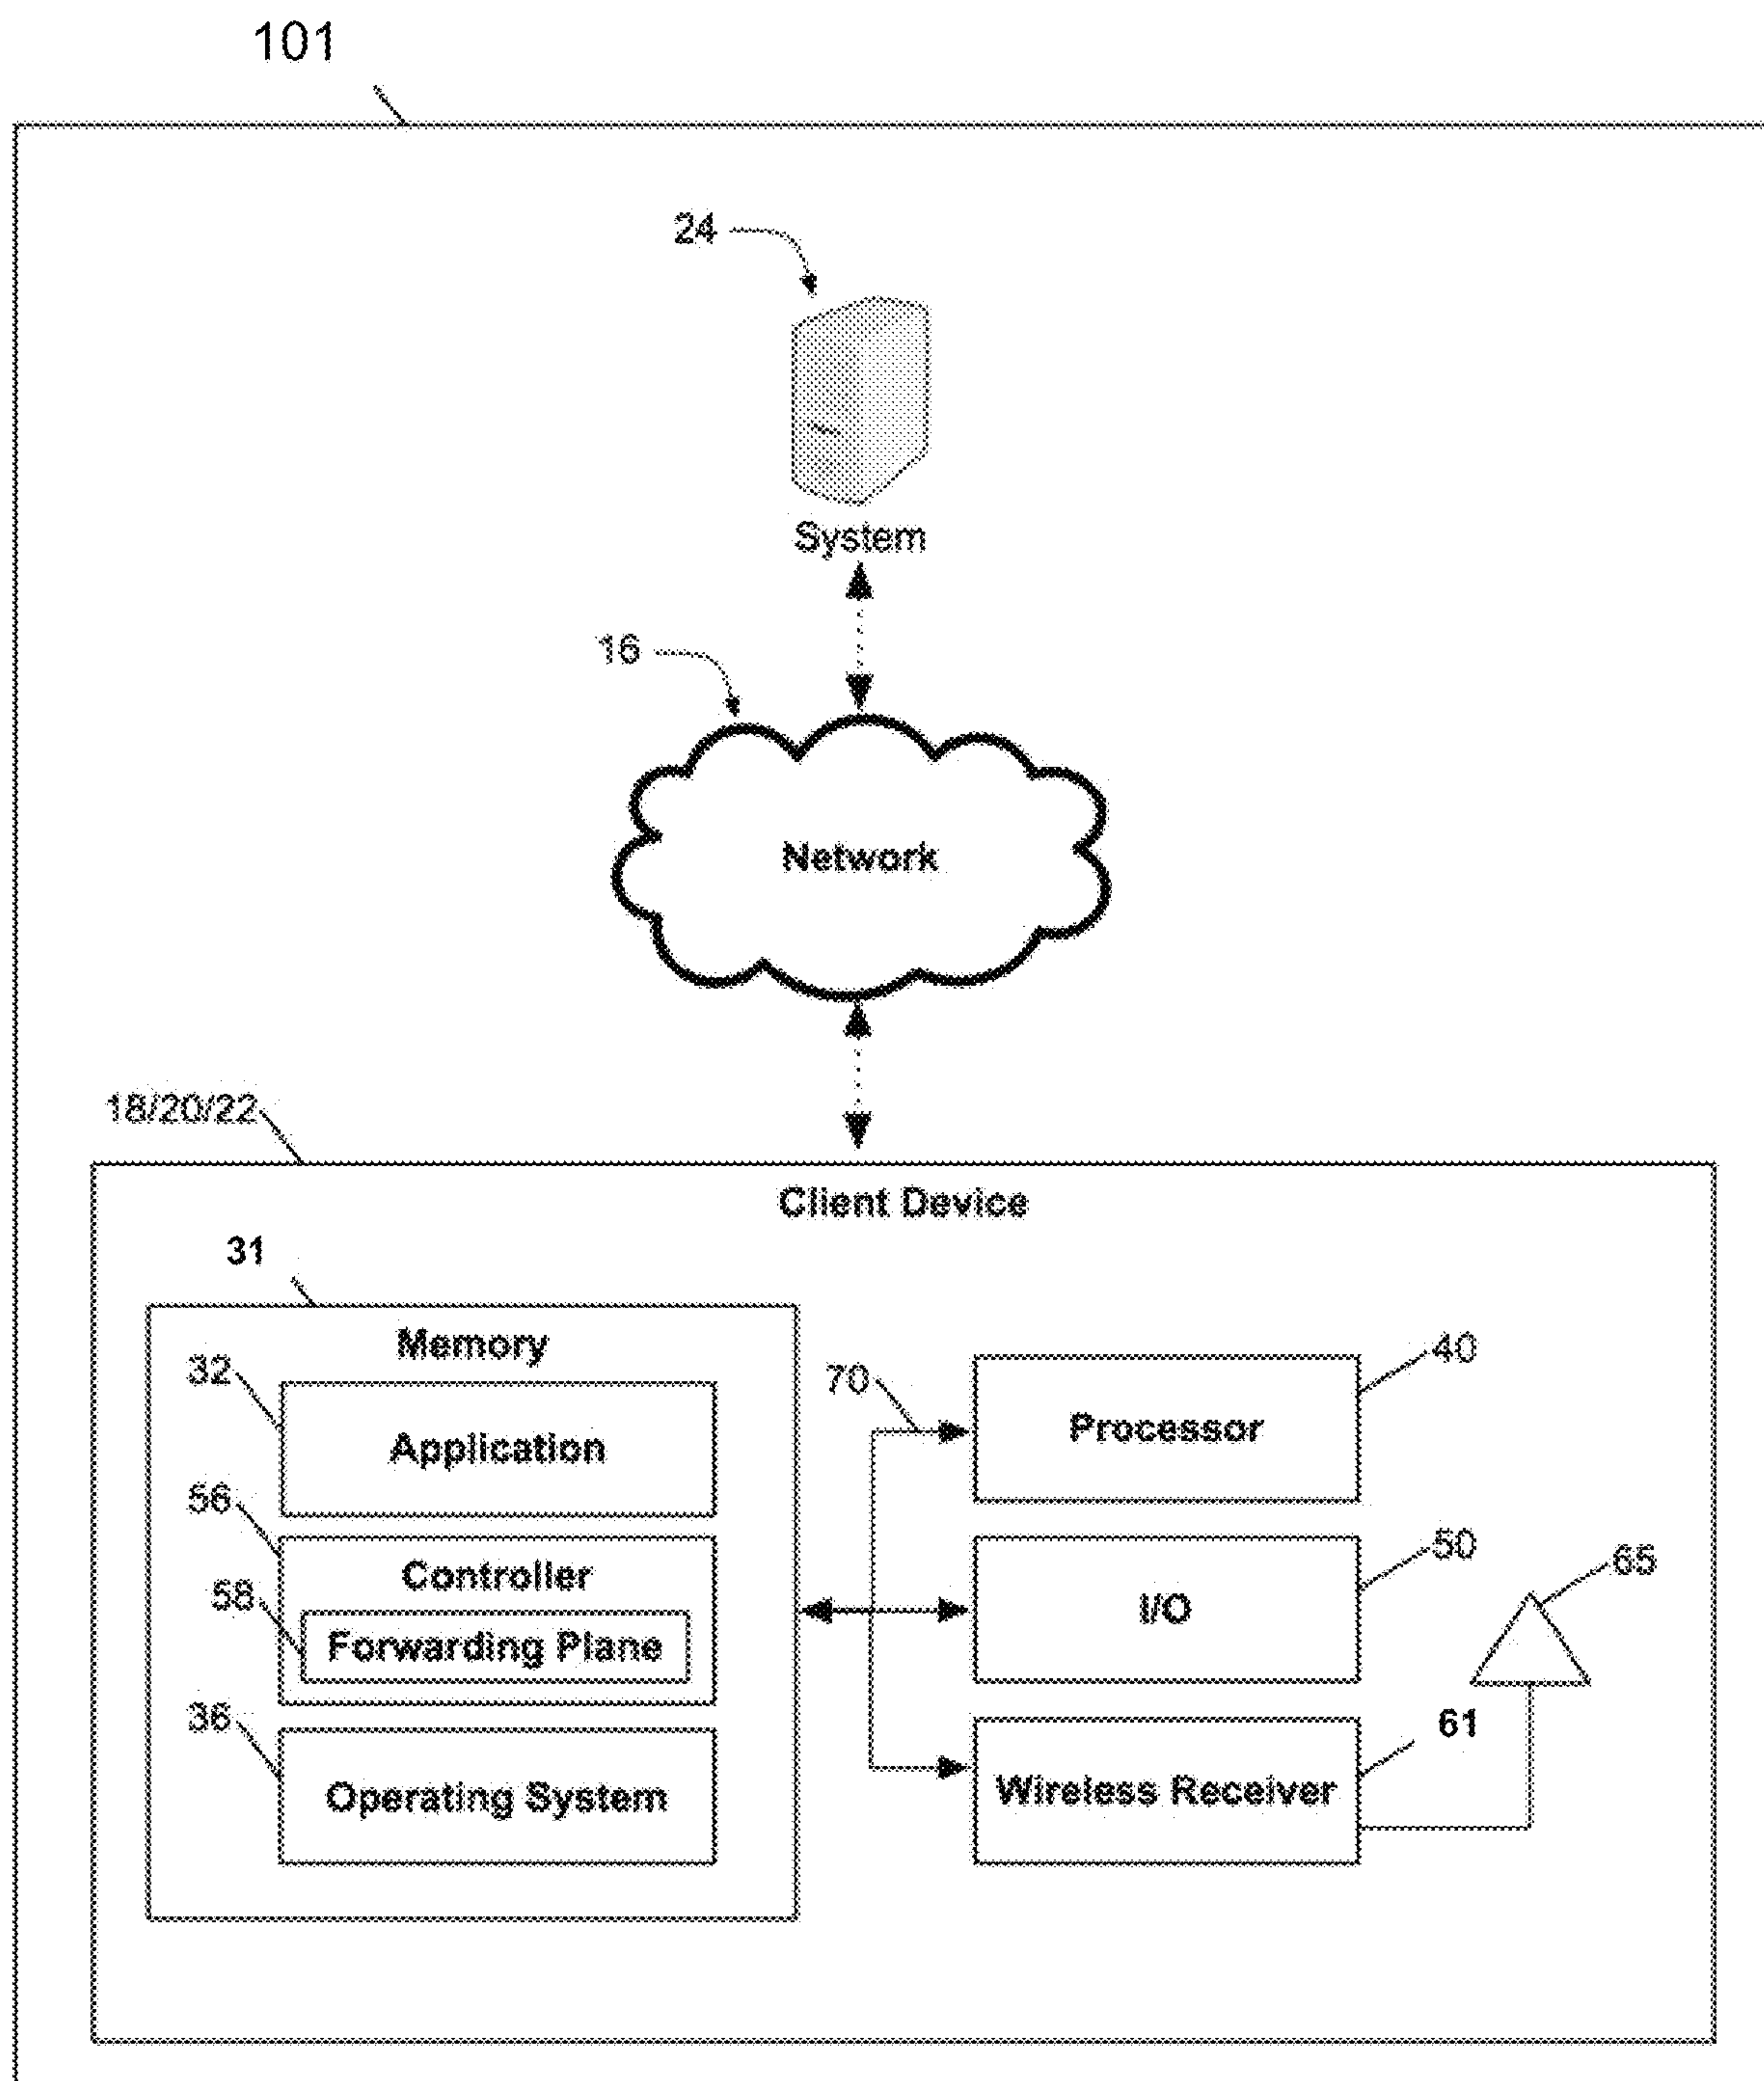 101
24
System
16
Network
18/20/22
Client Device
31
Memory
32
Application
56
Controller
58
Forwarding Plane
36
Operating System
70
40
Processor
50
I/O
65
61
Wireless Receiver